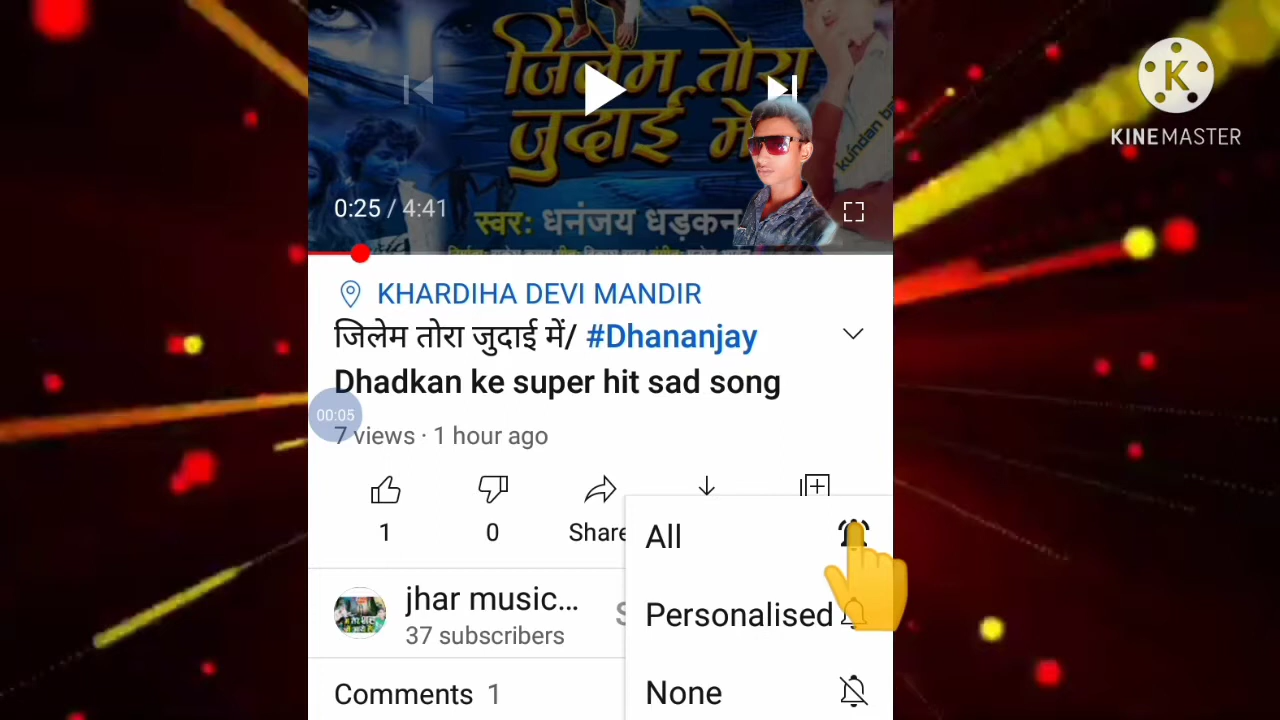 जिलेम तोरा
जुदाई में
kundan
0:25 / 4:41
स्वर: धनंजय धड़कन
KINEMASTER
KHARDIHA DEVI MANDIR
जिलेम तोरा जुदाई में/ #Dhananjay
Dhadkan ke super hit sad song
00:05
7 views · 1 hour ago
1
0
Share
All
jhar music...
37 subscribers
Personalised
Comments 1
None